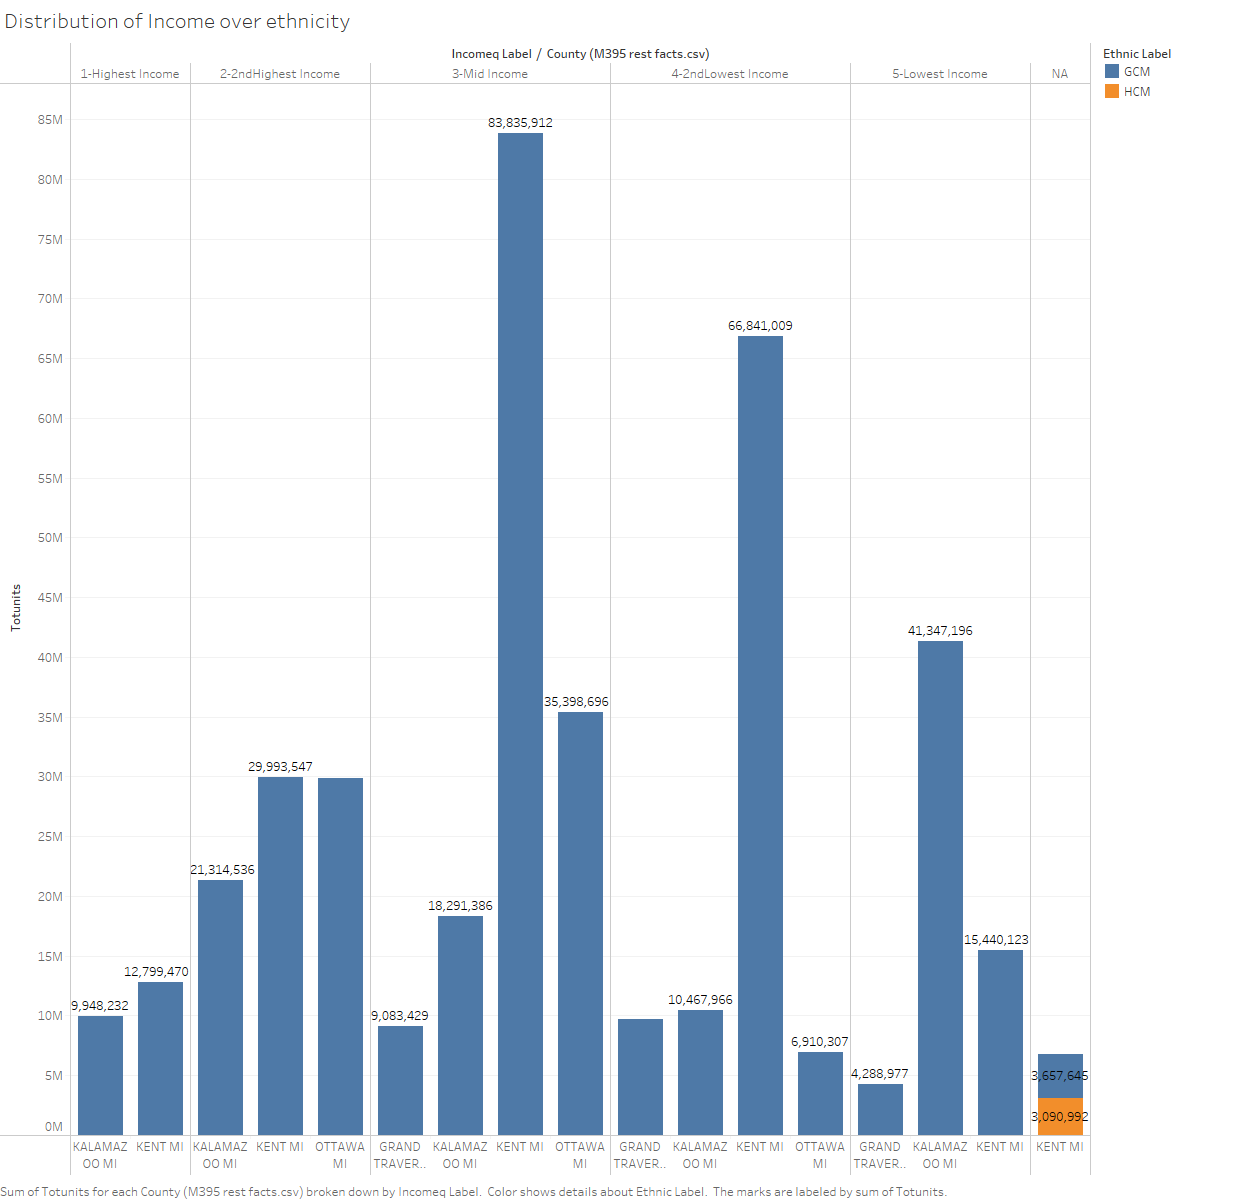 Distribution of Income over ethnicity
Incomeq Label / County (M395 rest facts.csv)
Ethnic Label
1-Highest Income
2-2ndHighest Income
3-Mid Income
4-2ndLowest Income
5-Lowest Income
NA
GCM
HCM
85M
80M
75M
70M
65M
60M
55M
50M
45M
40M
35M
30M
25M
20M
15M
10M
5M
0M
Totunits
9,948,232
12,799,470
21,314,536
29,993,547
9,083,429
18,291,386
83,835,912
35,398,696
10,467,966
66,841,009
6,910,307
4,288,977
41,347,196
15,440,123
3,657,645
3,090,992
KALAMAZ
OO MI
KENT MI
KALAMAZ
OO MI
KENT MI
OTTAWA
MI
GRAND
TRAVER..
KALAMAZ
OO MI
KENT MI
OTTAWA
MI
GRAND
TRAVER..
KALAMAZ
OO MI
KENT MI
OTTAWA
MI
GRAND
TRAVER..
KALAMAZ
OO MI
KENT MI
KENT MI
Sum of Totunits for each County (M395 rest facts.csv) broken down by Incomeq Label. Color shows details about Ethnic Label. The marks are labeled by sum of Totunits.